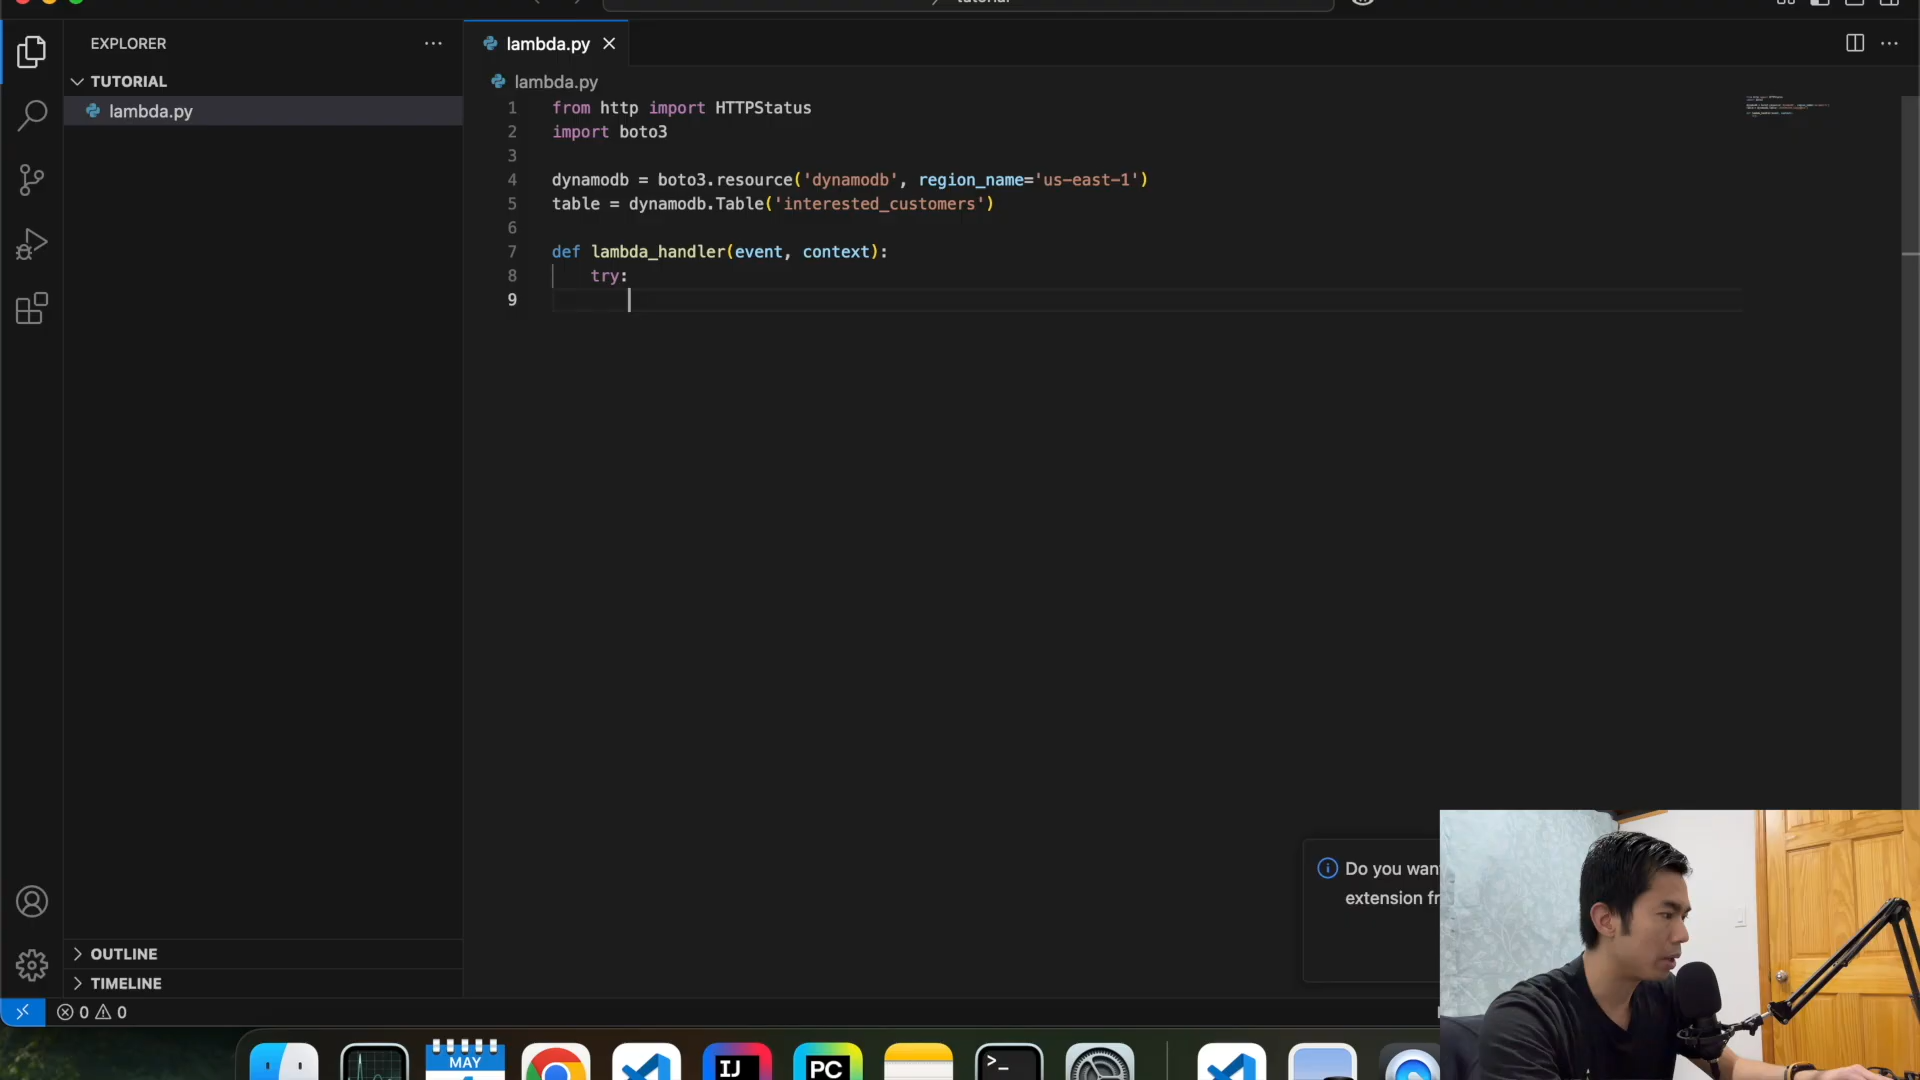 tutorial
EXPLORER
TUTORIAL
lambda.py
OUTLINE
TIMELINE
0 0
lambda.py
lambda.py
1 from http import HTTPStatus
2 import boto3
3
4 dynamodb = boto3.resource('dynamodb', region_name='us-east-1')
5 table = dynamodb.Table('interested_customers')
6
7 def lambda_handler(event, context):
8 try:
9
Do you wan
extension fr
MAY
IJ
PC